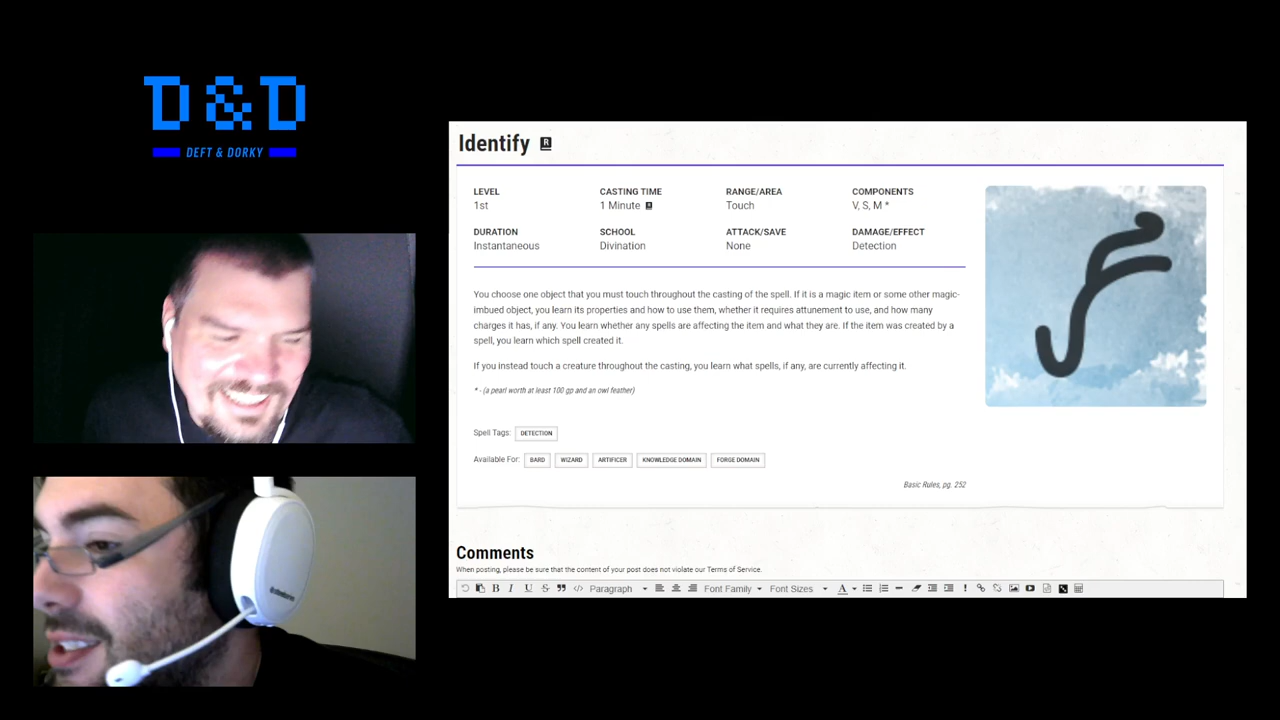 D&D
DEFT & DORKY
Identify
LEVEL
1st
CASTING TIME
1 Minute
RANGE/AREA
Touch
COMPONENTS
V, S, M *
DURATION
Instantaneous
SCHOOL
Divination
ATTACK/SAVE
None
DAMAGE/EFFECT
Detection
You choose one object that you must touch throughout the casting of the spell. If it is a magic item or some other magic-
imbued object, you learn its properties and how to use them, whether it requires attunement to use, and how many
charges it has, if any. You learn whether any spells are affecting the item and what they are. If the item was created by a
spell, you learn which spell created it.
If you instead touch a creature throughout the casting, you learn what spells, if any, are currently affecting it.
* - (a pearl worth at least 100 gp and an owl feather)
Spell Tags: DETECTION
Available For: BARD WIZARD ARTIFICER KNOWLEDGE DOMAIN FORGE DOMAIN
Basic Rules, pg. 252
Comments
When posting, please be sure that the content of your post does not violate our Terms of Service.
B I U S Paragraph Font Family Font Sizes A